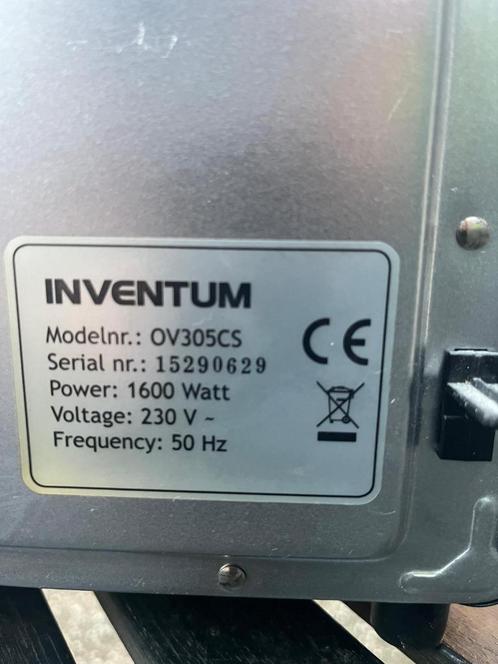 INVENTUM
Modelnr.: OV305CS
Serial nr.: 15290629
Power: 1600 Watt
Voltage: 230 V ~
Frequency: 50 Hz
CE